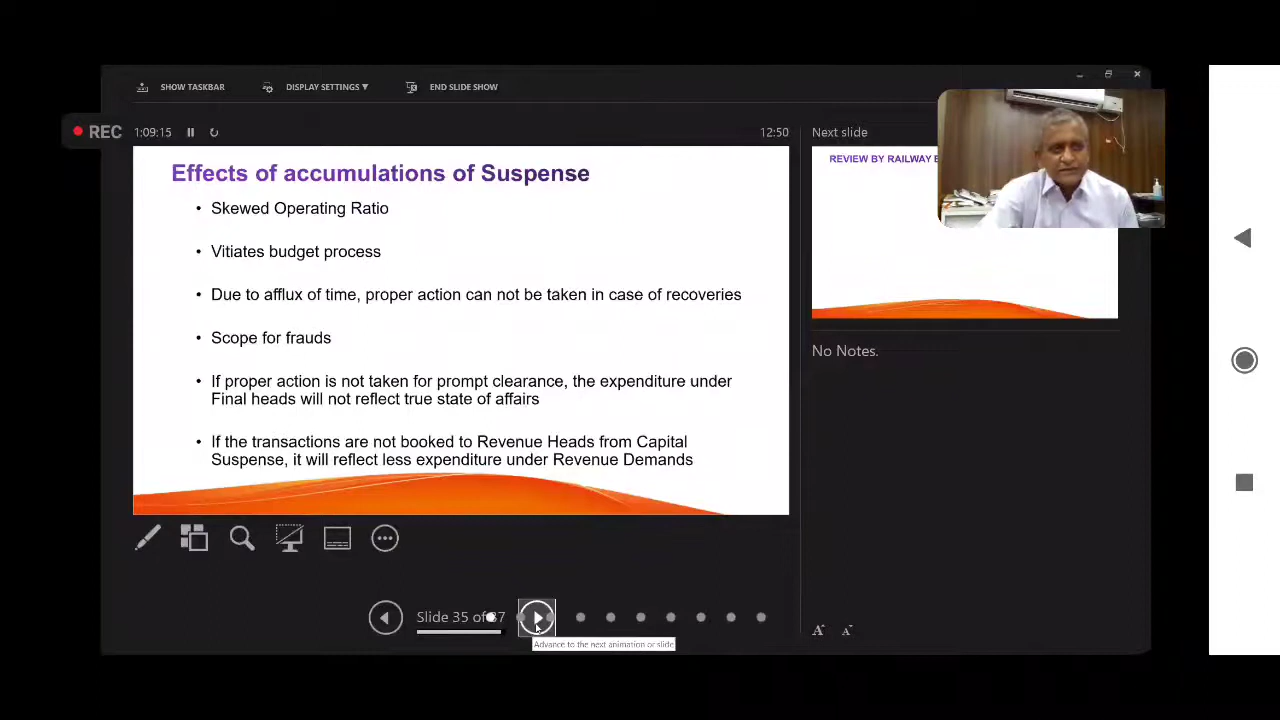 SHOW TASKBAR DISPLAY SETTINGS ▼ END SLIDE SHOW
REC 1:09:15 12:50 Next slide
Effects of accumulations of Suspense
• Skewed Operating Ratio
• Vitiates budget process
• Due to afflux of time, proper action can not be taken in case of recoveries
• Scope for frauds
• If proper action is not taken for prompt clearance, the expenditure under
Final heads will not reflect true state of affairs
• If the transactions are not booked to Revenue Heads from Capital
Suspense, it will reflect less expenditure under Revenue Demands
REVIEW BY RAILWAY
No Notes.
Slide 35 of 37
Advance to the next animation or slide
A A